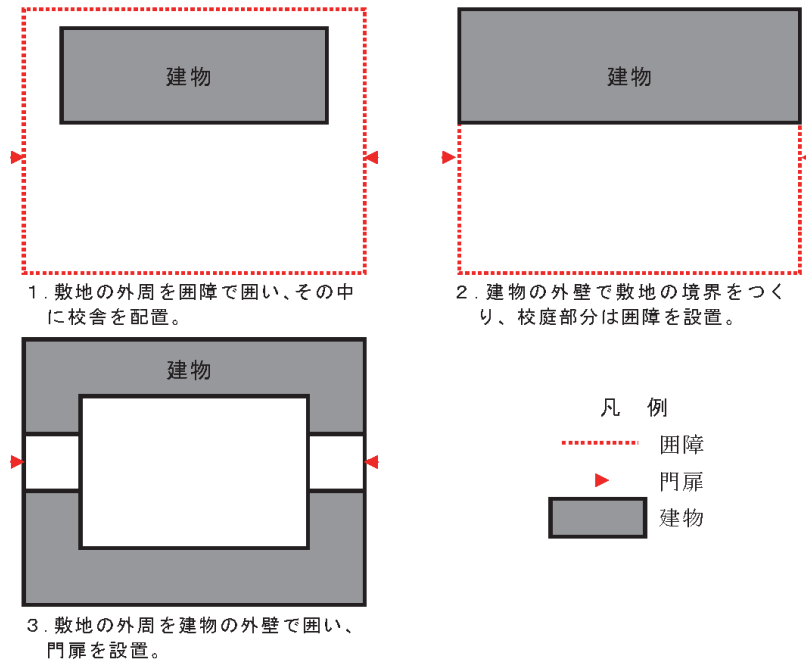 建物
建物
1.敷地の外周を囲障で囲い、その中
に校舎を配置。
2.建物の外壁で敷地の境界をつく
り、校庭部分は囲障を設置。
建物
3.敷地の外周を建物の外壁で囲い、
門扉を設置。
凡 例
囲障
門扉
建物